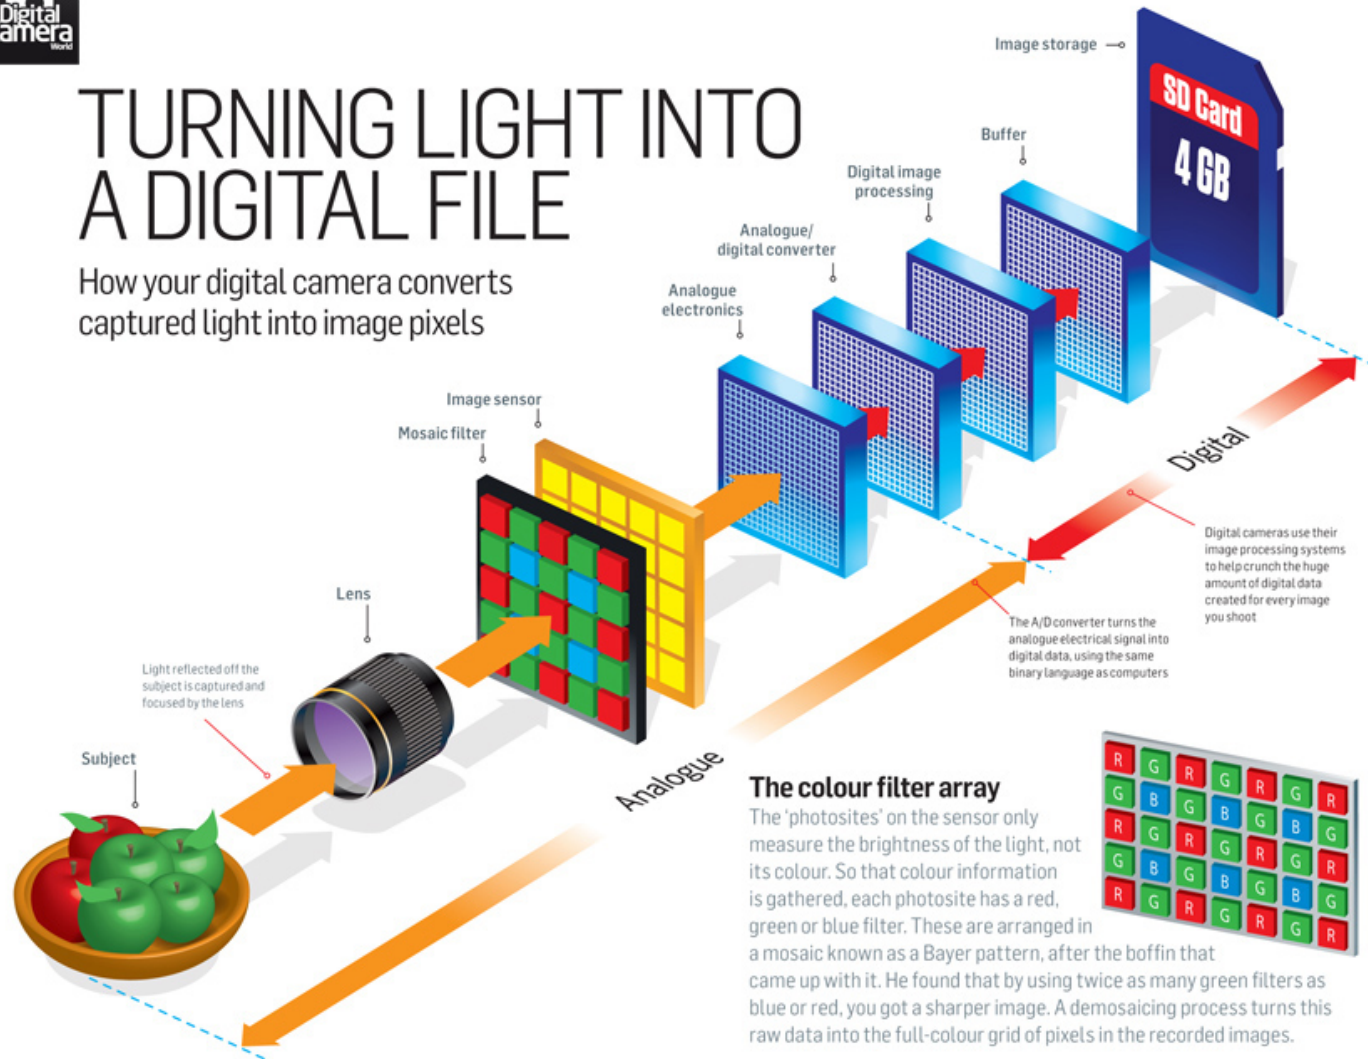 Digital
amera
World
TURNING LIGHT INTO
A DIGITAL FILE
How your digital camera converts
captured light into image pixels
Image storage
SD Card
4 GB
Buffer
Digital image
processing
Analogue/
digital converter
Analogue
electronics
Image sensor
Mosaic filter
Lens
Light reflected off the
subject is captured and
focused by the lens
Subject
Analogue
Digital
Digital cameras use their
image processing systems
to help crunch the huge
amount of digital data
created for every image
you shoot
The A/D converter turns the
analogue electrical signal into
digital data, using the same
binary language as computers
The colour filter array
The 'photosites' on the sensor only
measure the brightness of the light, not
its colour. So that colour information
is gathered, each photosite has a red,
green or blue filter. These are arranged in
a mosaic known as a Bayer pattern, after the boffin that
came up with it. He found that by using twice as many green filters as
blue or red, you got a sharper image. A demosaicing process turns this
raw data into the full-colour grid of pixels in the recorded images.
R G R G R G R
G B G B G B G
R G R G R G R
G B G B G B G
R G R G R G R